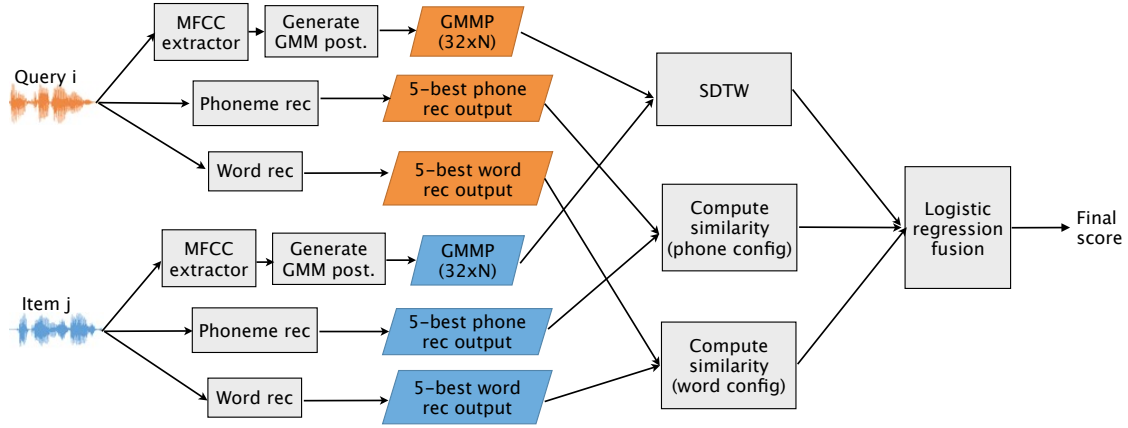 Query i
MFCC
extractor
Generate
GMM post.
GMMP
(32xN)
Phoneme rec
5-best phone
rec output
Word rec
5-best word
rec output
Item j
MFCC
extractor
Generate
GMM post.
GMMP
(32xN)
Phoneme rec
5-best phone
rec output
Word rec
5-best word
rec output
SDTW
Compute
similarity
(phone config)
Compute
similarity
(word config)
Logistic
regression
fusion
Final
score